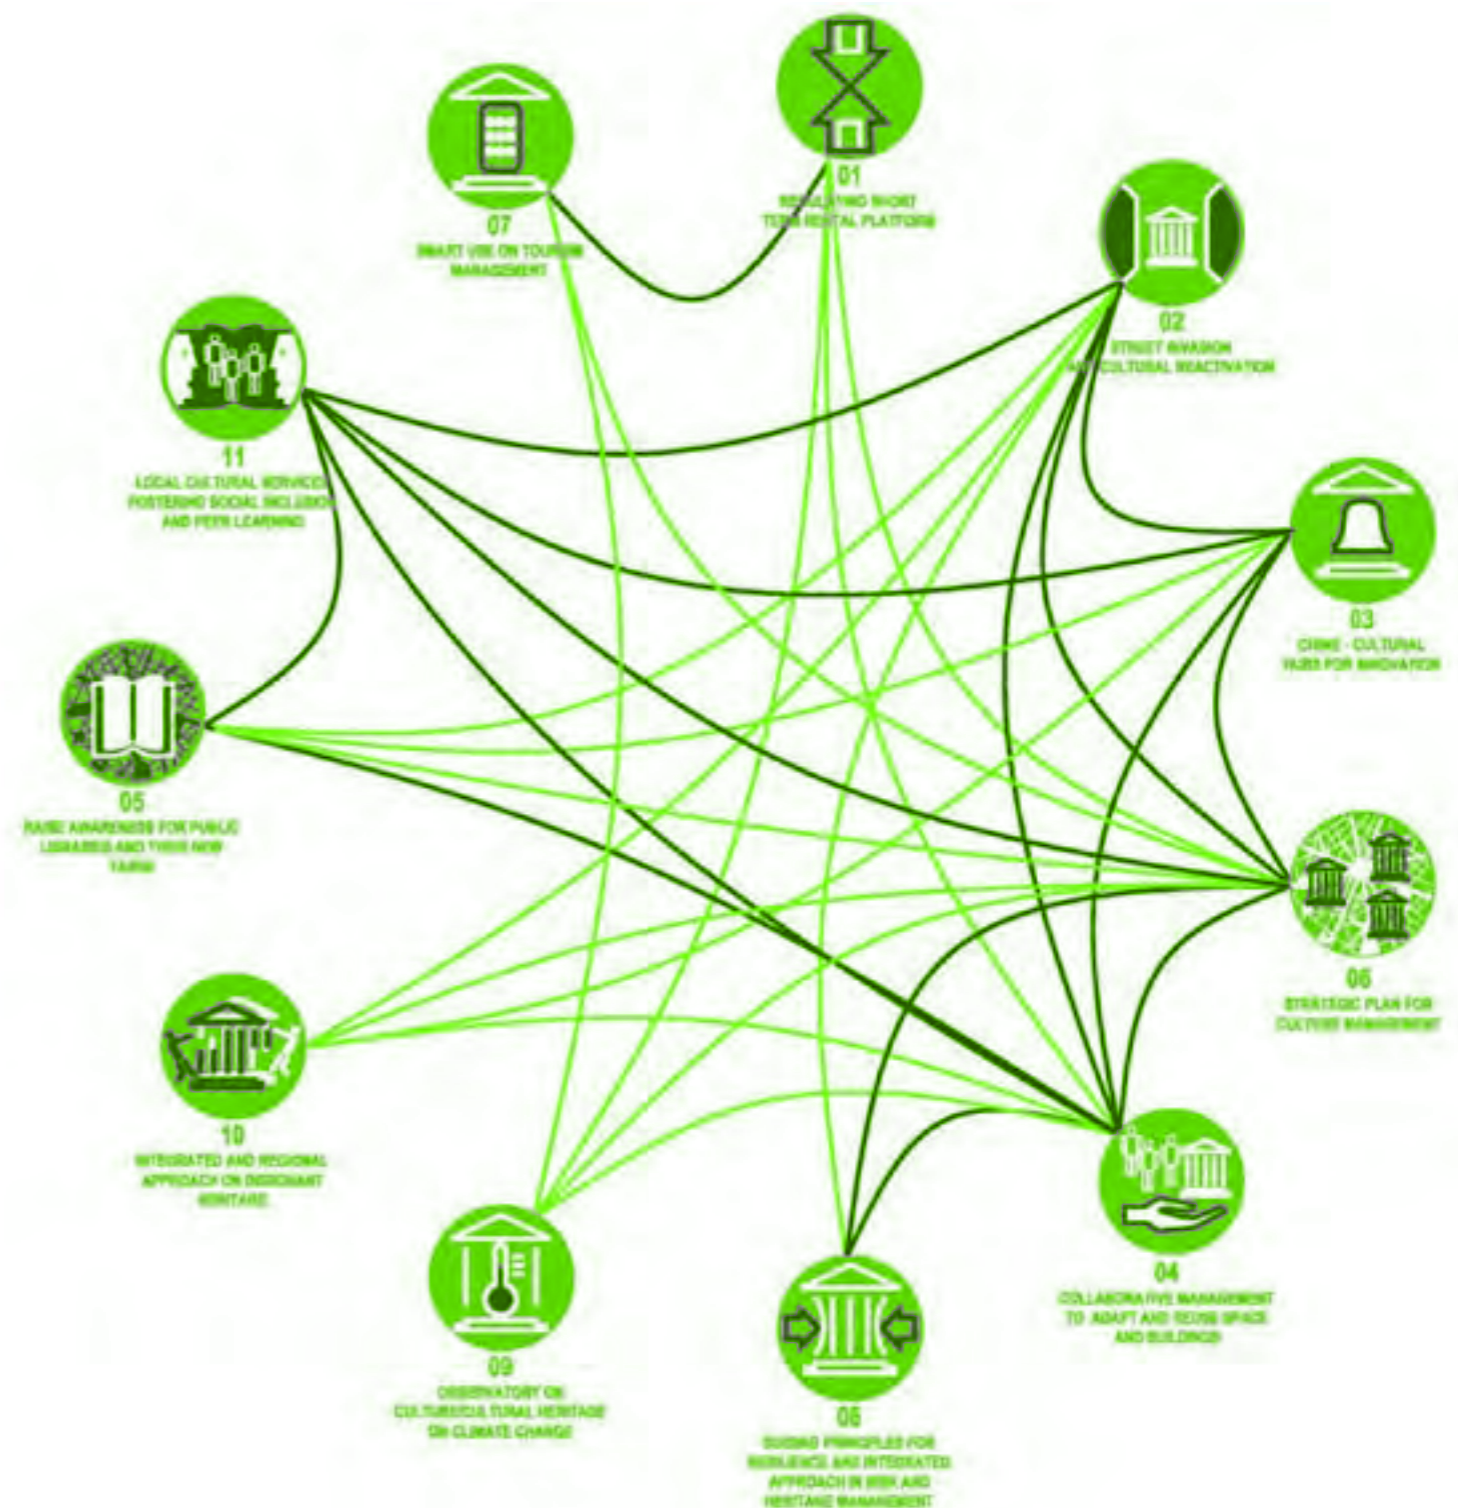 01
REGULATING SHORT
TERM RENTAL PLATFORM
07
SMART USE ON TOURISM
MANAGEMENT
02
STREET INVASION
AND CULTURAL REACTIVATION
11
LOCAL CULTURAL SERVICES
FOSTERING SOCIAL INCLUSION
AND PEER LEARNING
03
CHIME - CULTURAL
HUBS FOR INNOVATION
05
RAISE AWARENESS FOR PUBLIC
LIBRARIES AND THEIR NEW
06
STRATEGIC PLAN FOR
CULTURE MANAGEMENT
10
INTEGRATED AND REGIONAL
APPROACH ON DISSONANT
HERITAGE
04
COLLABORATIVE MANAGEMENT
TO ADAPT AND REUSE SPACE
AND BUILDINGS
09
OBSERVATORY ON
CULTURE/CULTURAL HERITAGE
ON CLIMATE CHANGE
08
GUIDING PRINCIPLES FOR
RESILIENCE AND INTEGRATED
APPROACH IN RISK AND
HERITAGE MANAGEMENT